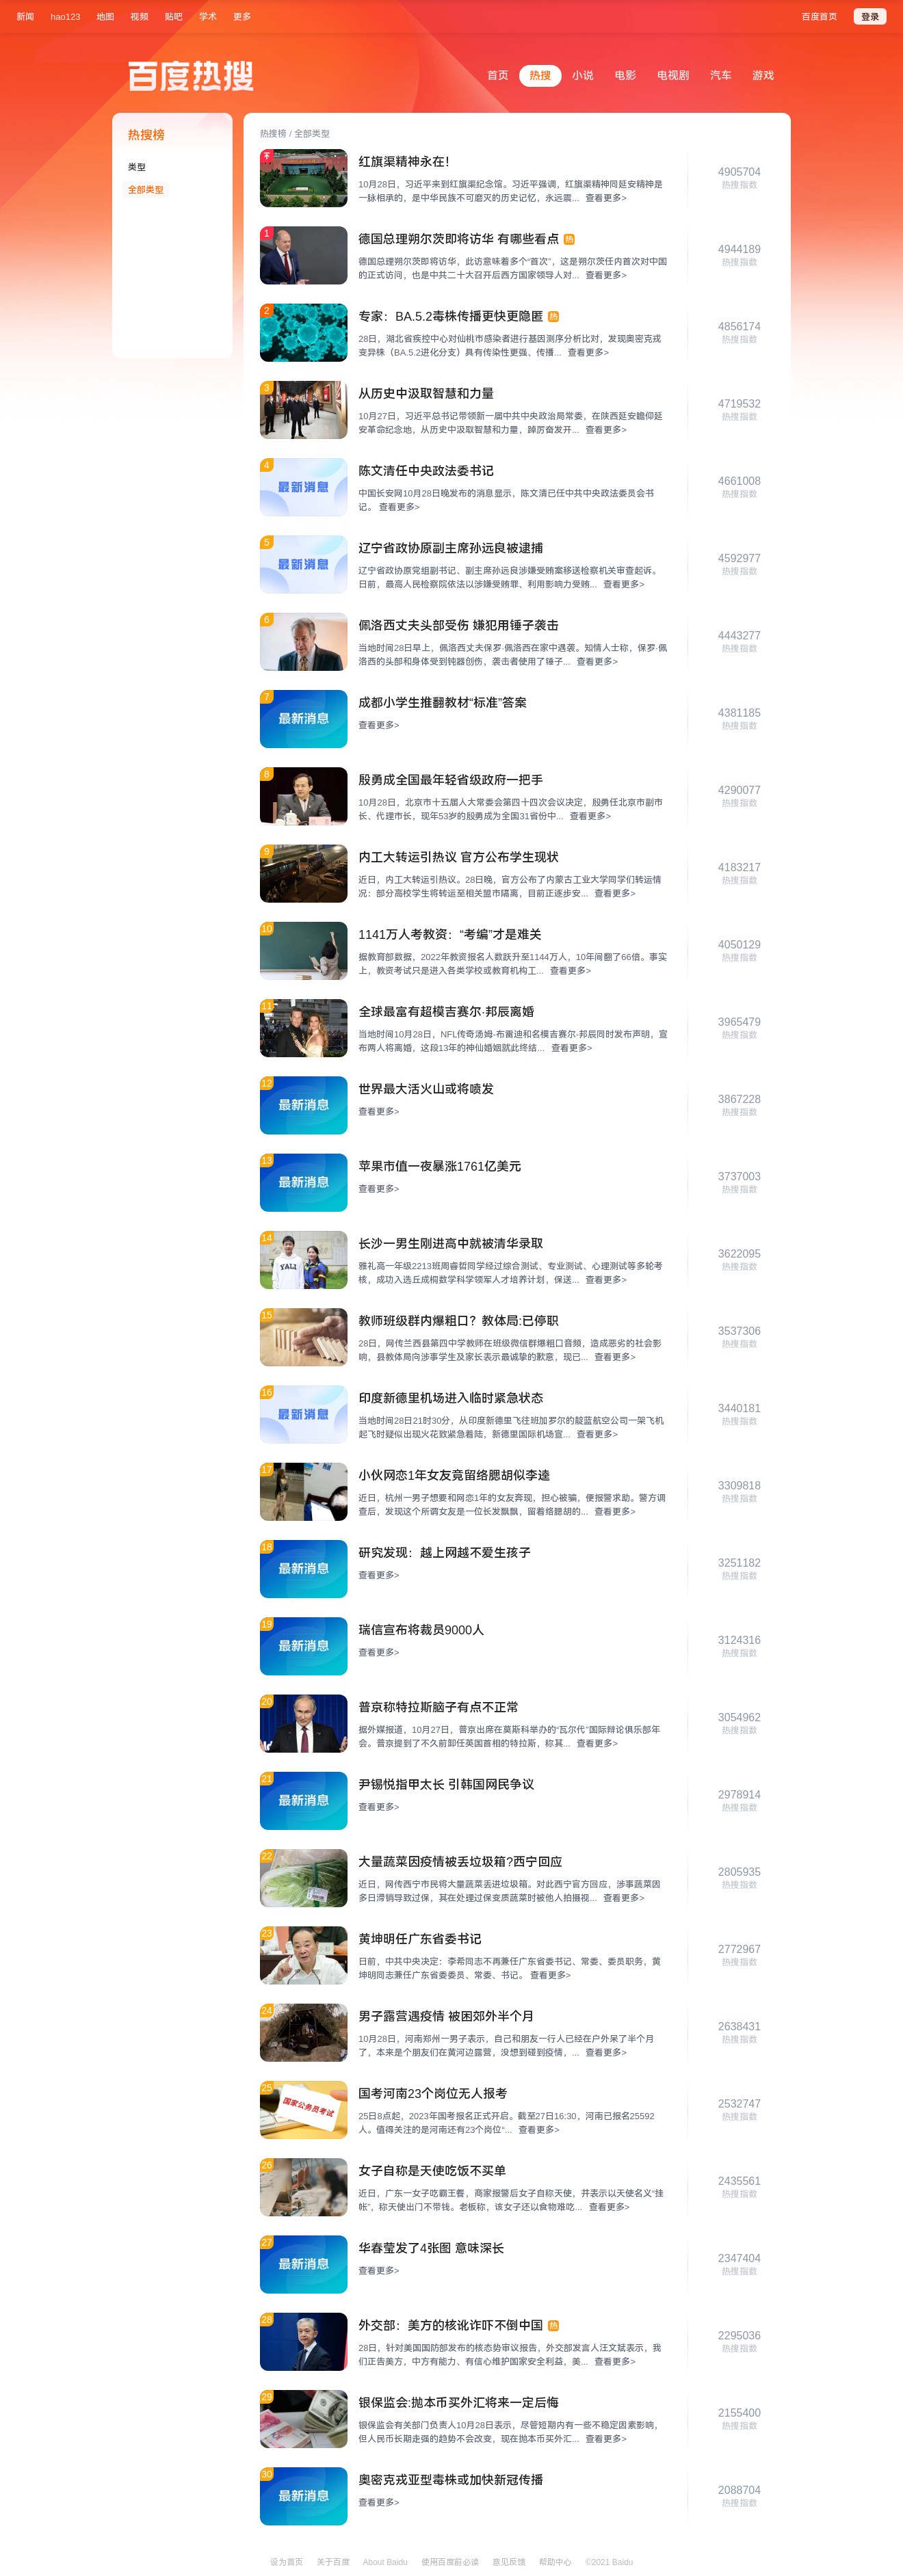 新闻 hao123 地图 视频 贴吧 学术 更多 百度首页 登录
百度热搜
首页 热搜 小说 电影 电视剧 汽车 游戏
热搜榜
类型
全部类型
热搜榜 / 全部类型
红旗渠精神永在!
10月28日，习近平来到红旗渠纪念馆。习近平强调，红旗渠精神同延安精神是
一脉相承的，是中华民族不可磨灭的历史记忆，永远震... 查看更多>
4905704
热搜指数
1
德国总理朔尔茨即将访华 有哪些看点 热
德国总理朔尔茨即将访华，此访意味着多个“首次”，这是朔尔茨任内首次对中国
的正式访问，也是中共二十大召开后西方国家领导人对... 查看更多>
4944189
热搜指数
2
专家：BA.5.2毒株传播更快更隐匿 热
28日，湖北省疾控中心对仙桃市感染者进行基因测序分析比对，发现奥密克戎
变异株（BA.5.2进化分支）具有传染性更强、传播... 查看更多>
4856174
热搜指数
3
从历史中汲取智慧和力量
10月27日，习近平总书记带领新一届中共中央政治局常委，在陕西延安瞻仰延
安革命纪念地，从历史中汲取智慧和力量，踔厉奋发开... 查看更多>
4719532
热搜指数
4
最新消息
陈文清任中央政法委书记
中国长安网10月28日晚发布的消息显示，陈文清已任中共中央政法委员会书
记。 查看更多>
4661008
热搜指数
5
最新消息
辽宁省政协原副主席孙远良被逮捕
辽宁省政协原党组副书记、副主席孙远良涉嫌受贿案移送检察机关审查起诉。
日前，最高人民检察院依法以涉嫌受贿罪、利用影响力受贿... 查看更多>
4592977
热搜指数
6
佩洛西丈夫头部受伤 嫌犯用锤子袭击
当地时间28日早上，佩洛西丈夫保罗·佩洛西在家中遇袭。知情人士称，保罗·佩
洛西的头部和身体受到钝器创伤，袭击者使用了锤子... 查看更多>
4443277
热搜指数
7
最新消息
成都小学生推翻教材“标准”答案
查看更多>
4381185
热搜指数
8
殷勇成全国最年轻省级政府一把手
10月28日，北京市十五届人大常委会第四十四次会议决定，殷勇任北京市副市
长、代理市长，现年53岁的殷勇成为全国31省份中... 查看更多>
4290077
热搜指数
9
内工大转运引热议 官方公布学生现状
近日，内工大转运引热议。28日晚，官方公布了内蒙古工业大学同学们转运情
况：部分高校学生将转运至相关盟市隔离，目前正逐步安... 查看更多>
4183217
热搜指数
10
1141万人考教资：“考编”才是难关
据教育部数据，2022年教资报名人数跃升至1144万人，10年间翻了66倍。事实
上，教资考试只是进入各类学校或教育机构工... 查看更多>
4050129
热搜指数
11
全球最富有超模吉赛尔·邦辰离婚
当地时间10月28日，NFL传奇汤姆-布雷迪和名模吉赛尔-邦辰同时发布声明，宣
布两人将离婚，这段13年的神仙婚姻就此终结... 查看更多>
3965479
热搜指数
12
最新消息
世界最大活火山或将喷发
查看更多>
3867228
热搜指数
13
最新消息
苹果市值一夜暴涨1761亿美元
查看更多>
3737003
热搜指数
14
YALI
长沙一男生刚进高中就被清华录取
雅礼高一年级2213班周睿哲同学经过综合测试、专业测试、心理测试等多轮考
核，成功入选丘成桐数学科学领军人才培养计划，保送... 查看更多>
3622095
热搜指数
15
教师班级群内爆粗口？教体局:已停职
28日，网传兰西县第四中学教师在班级微信群爆粗口音频，造成恶劣的社会影
响，县教体局向涉事学生及家长表示最诚挚的歉意，现已... 查看更多>
3537306
热搜指数
16
最新消息
印度新德里机场进入临时紧急状态
当地时间28日21时30分，从印度新德里飞往班加罗尔的靛蓝航空公司一架飞机
起飞时疑似出现火花致紧急着陆，新德里国际机场宣... 查看更多>
3440181
热搜指数
17
小伙网恋1年女友竟留络腮胡似李逵
近日，杭州一男子想要和网恋1年的女友奔现，担心被骗，便报警求助。警方调
查后，发现这个所谓女友是一位长发飘飘，留着络腮胡的... 查看更多>
3309818
热搜指数
18
最新消息
研究发现：越上网越不爱生孩子
查看更多>
3251182
热搜指数
19
最新消息
瑞信宣布将裁员9000人
查看更多>
3124316
热搜指数
20
普京称特拉斯脑子有点不正常
据外媒报道，10月27日，普京出席在莫斯科举办的“瓦尔代”国际辩论俱乐部年
会。普京提到了不久前卸任英国首相的特拉斯，称其... 查看更多>
3054962
热搜指数
21
最新消息
尹锡悦指甲太长 引韩国网民争议
查看更多>
2978914
热搜指数
22
大量蔬菜因疫情被丢垃圾箱?西宁回应
近日，网传西宁市民将大量蔬菜丢进垃圾箱。对此西宁官方回应，涉事蔬菜因
多日滞销导致过保，其在处理过保变质蔬菜时被他人拍摄视... 查看更多>
2805935
热搜指数
23
黄坤明任广东省委书记
日前，中共中央决定：李希同志不再兼任广东省委书记、常委、委员职务，黄
坤明同志兼任广东省委委员、常委、书记。 查看更多>
2772967
热搜指数
24
男子露营遇疫情 被困郊外半个月
10月28日，河南郑州一男子表示，自己和朋友一行人已经在户外呆了半个月
了，本来是个朋友们在黄河边露营，没想到碰到疫情，... 查看更多>
2638431
热搜指数
25
国家公务员考试
国考河南23个岗位无人报考
25日8点起，2023年国考报名正式开启。截至27日16:30，河南已报名25592
人。值得关注的是河南还有23个岗位“... 查看更多>
2532747
热搜指数
26
女子自称是天使吃饭不买单
近日，广东一女子吃霸王餐，商家报警后女子自称天使，并表示以天使名义“挂
帐”，称天使出门不带钱。老板称，该女子还以食物难吃... 查看更多>
2435561
热搜指数
27
最新消息
华春莹发了4张图 意味深长
查看更多>
2347404
热搜指数
28
外交部：美方的核讹诈吓不倒中国 热
28日，针对美国国防部发布的核态势审议报告，外交部发言人汪文斌表示，我
们正告美方，中方有能力、有信心维护国家安全利益，美... 查看更多>
2295036
热搜指数
29
银保监会:抛本币买外汇将来一定后悔
银保监会有关部门负责人10月28日表示，尽管短期内有一些不稳定因素影响，
但人民币长期走强的趋势不会改变，现在抛本币买外汇... 查看更多>
2155400
热搜指数
30
最新消息
奥密克戎亚型毒株或加快新冠传播
查看更多>
2088704
热搜指数
设为首页 关于百度 About Baidu 使用百度前必读 意见反馈 帮助中心 ©2021 Baidu